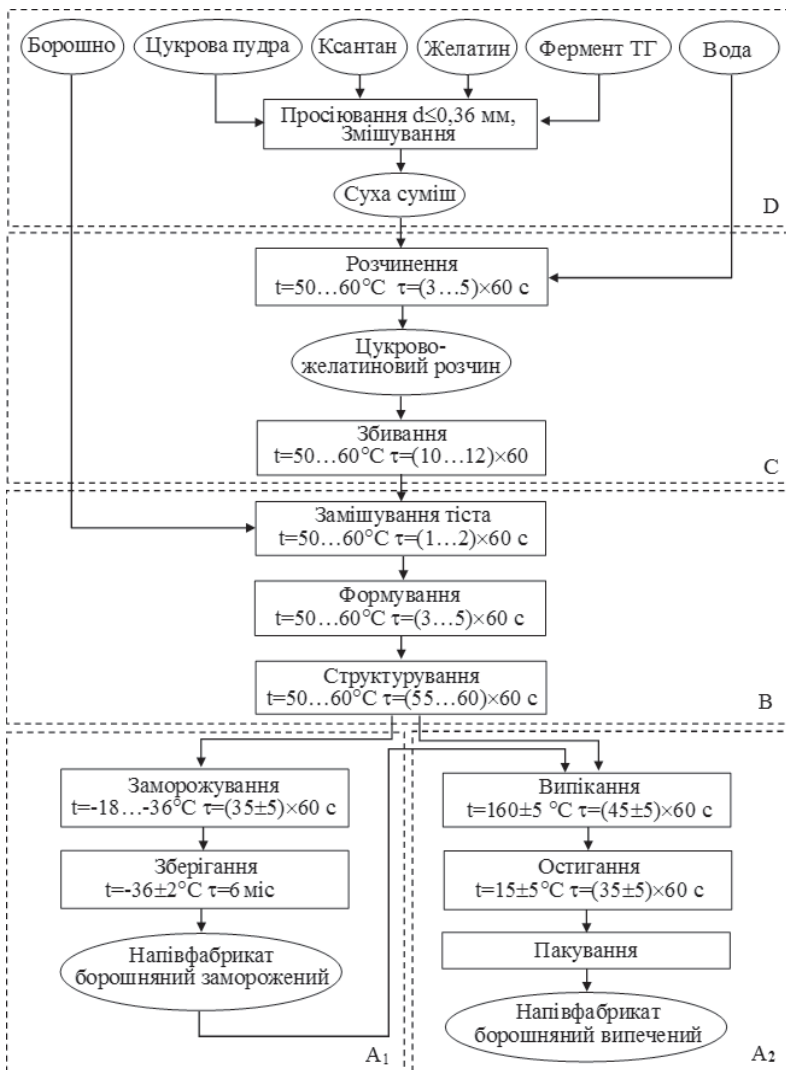 Борошно
Цукрова пудра
Ксантан
Желатин
Фермент ТГ
Вода
Просіювання d≤0,36 мм,
Змішування
Суха суміш
D
Розчинення
t=50…60°C τ=(3…5)×60 с
Цукрово-
желатиновий розчин
Збивання
t=50…60°C τ=(10…12)×60
C
Замішування тіста
t=50…60°C τ=(1…2)×60 с
Формування
t=50…60°C τ=(3…5)×60 с
Структурування
t=50…60°C τ=(55…60)×60 с
B
Заморожування
t=-18…-36°C τ=(35±5)×60 с
Зберігання
t=-36±2°C τ=6 міс
Напівфабрикат
борошняний заморожений
A₁
Випікання
t=160±5 °C τ=(45±5)×60 с
Остигання
t=15±5°C τ=(35±5)×60 с
Пакування
Напівфабрикат
борошняний випечений
A₂